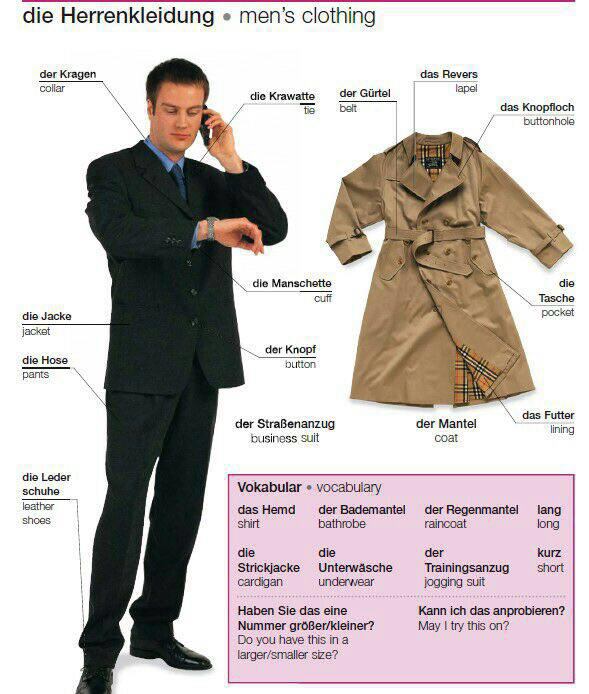 die Herrenkleidung • men's clothing
der Kragen
collar
die Krawatte
tie
der Gürtel
belt
das Revers
lapel
das Knopfloch
buttonhole
die Manschette
cuff
die
Tasche
pocket
die Jacke
jacket
der Knopf
button
die Hose
pants
das Futter
lining
der Straßenanzug
business suit
der Mantel
coat
die Leder
schuhe
leather
shoes
Vokabular • vocabulary
das Hemd der Bademantel der Regenmantel lang
shirt bathrobe raincoat long
die die der kurz
Strickjacke Unterwäsche Trainingsanzug short
cardigan underwear jogging suit
Haben Sie das eine
Nummer größer/kleiner?
Do you have this in a
larger/smaller size?
Kann ich das anprobieren?
May I try this on?